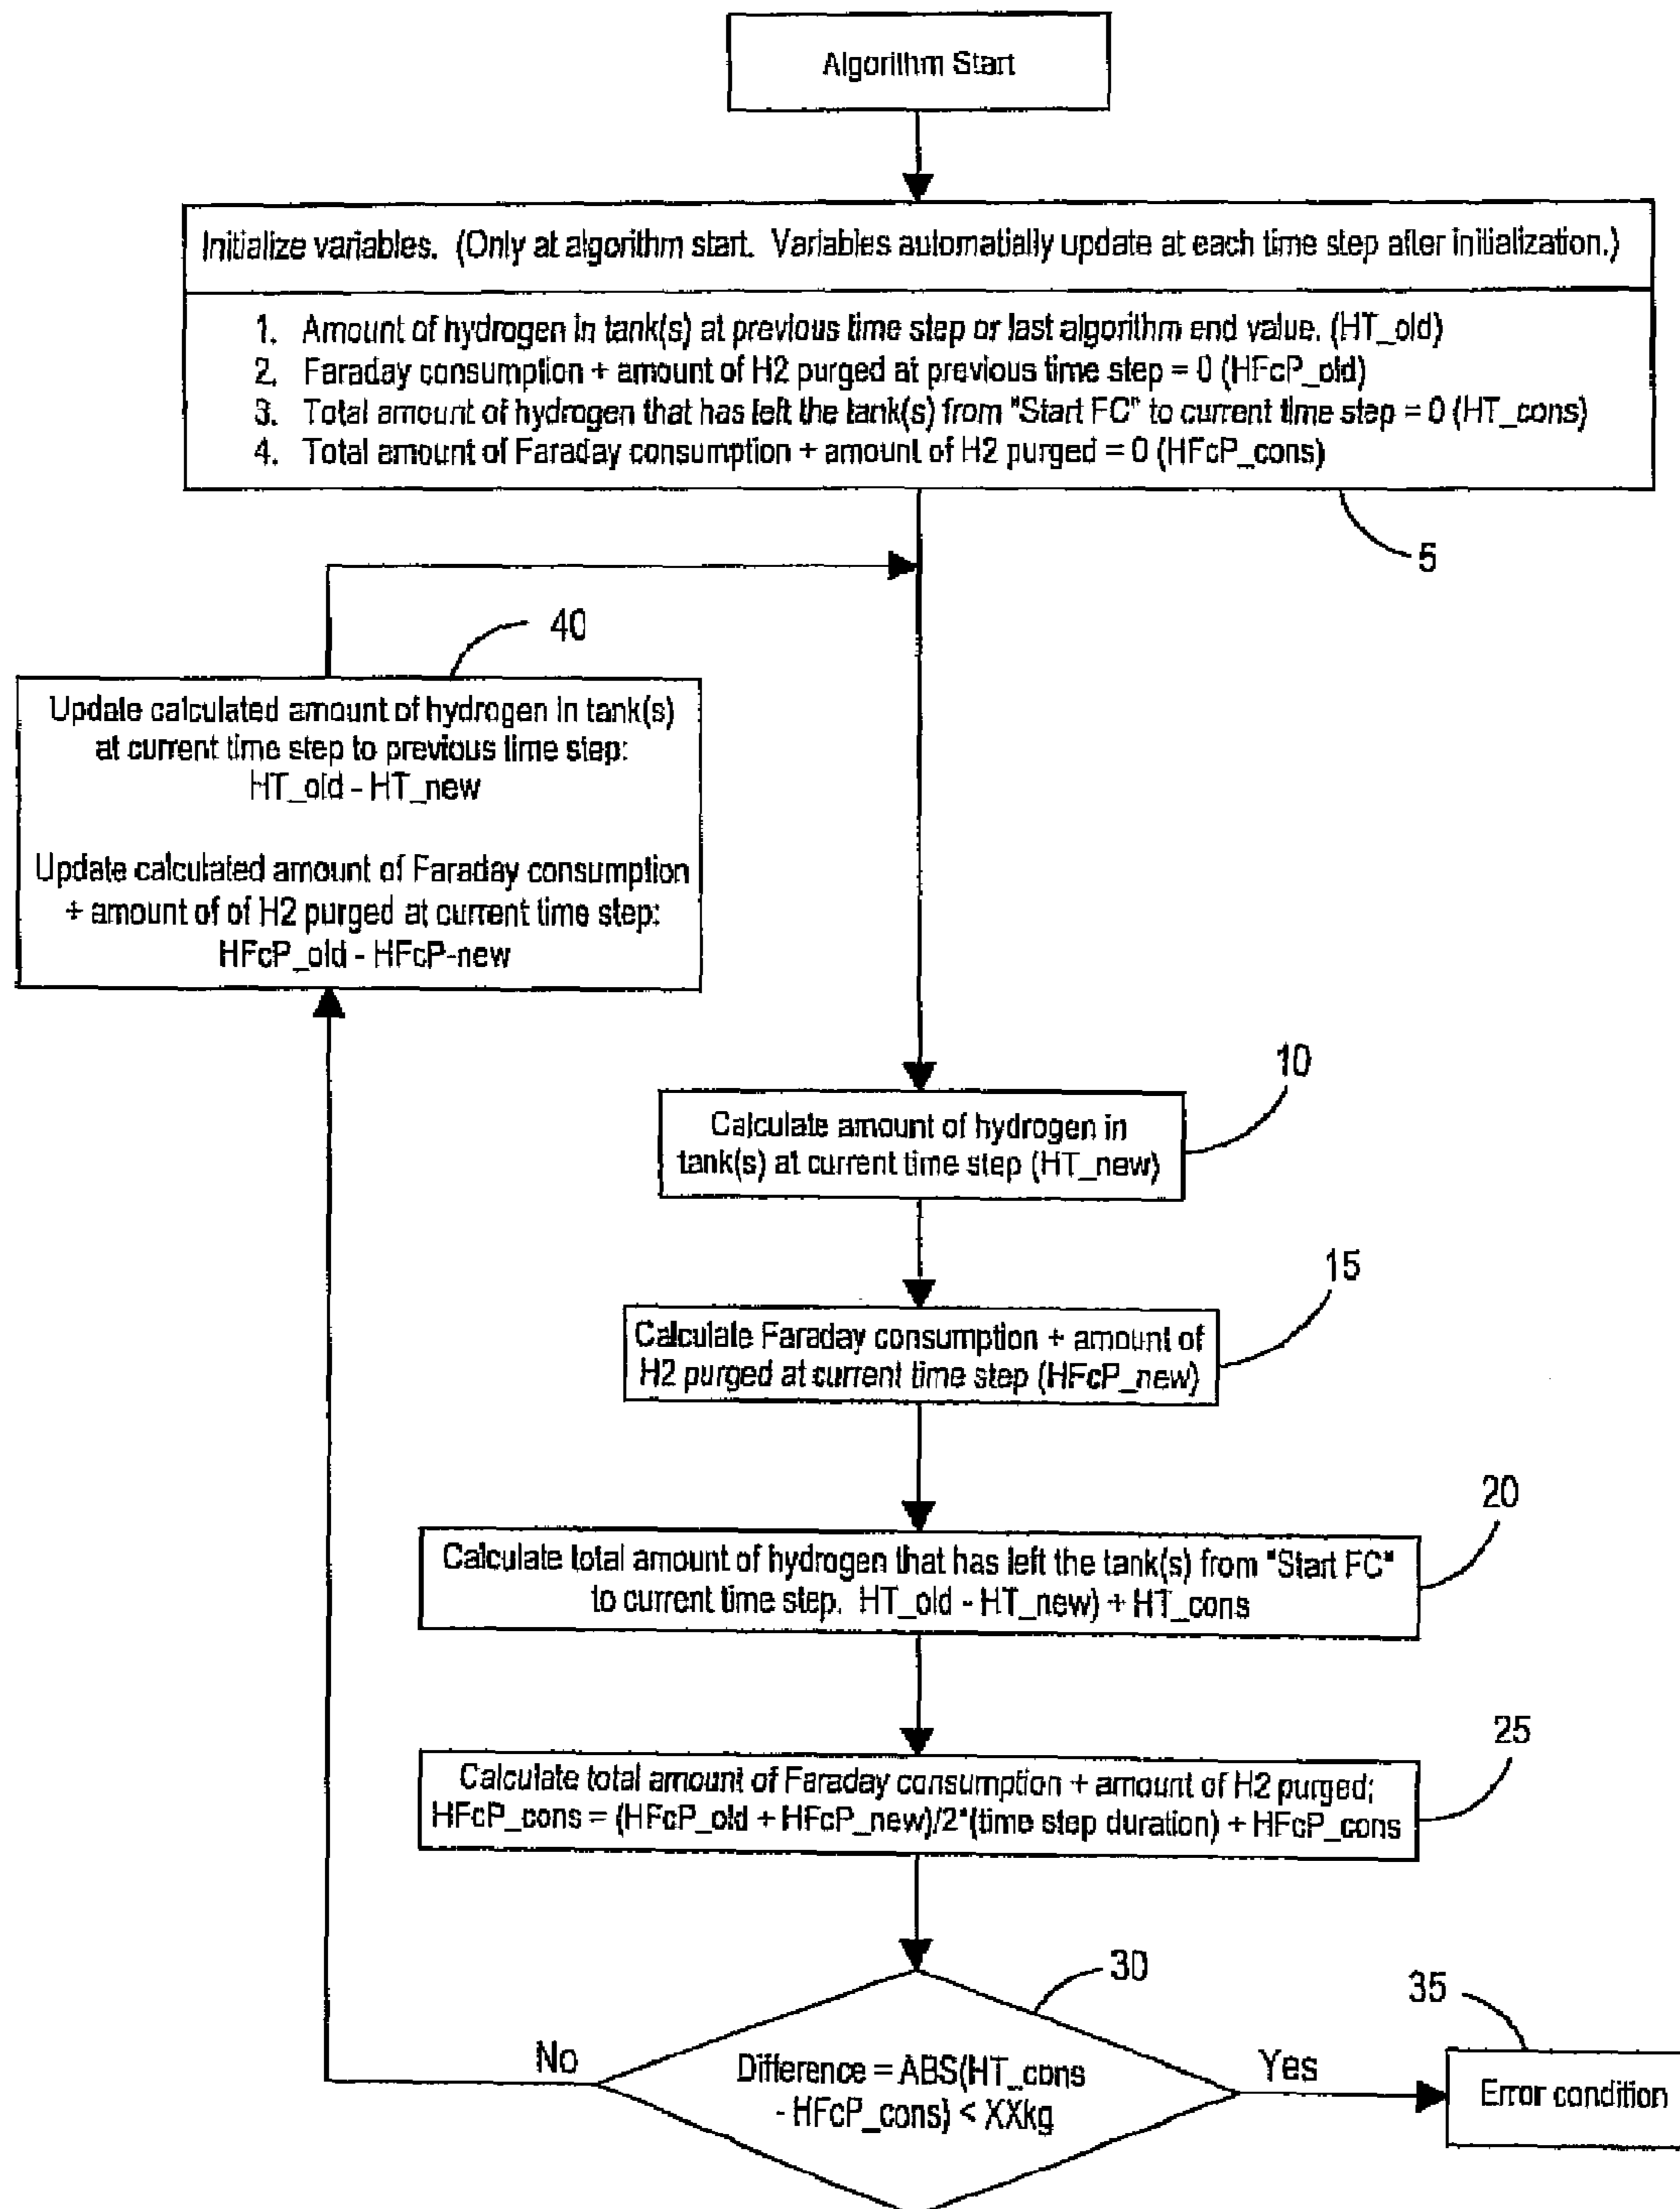 Algorithm Start
Initialize variables. (Only at algorithm start. Variables automatially update at each time step after initialization.)
1. Amount of hydrogen in tank(s) at previous time step or last algorithm end value. (HT_old)
2. Faraday consumption + amount of H2 purged at previous time step = 0 (HFcP_old)
3. Total amount of hydrogen that has left the tank(s) from "Start FC" to current time step = 0 (HT_cons)
4. Total amount of Faraday consumption + amount of H2 purged = 0 (HFcP_cons)
5
40
Update calculated amount of hydrogen in tank(s)
at current time step to previous time step:
HT_old - HT_new
Update calculated amount of Faraday consumption
+ amount of of H2 purged at current time step:
HFcP_old - HFcP-new
10
Calculate amount of hydrogen in
tank(s) at current time step (HT_new)
15
Calculate Faraday consumption + amount of
H2 purged at current time step (HFcP_new)
20
Calculate total amount of hydrogen that has left the tank(s) from "Start FC"
to current time step. HT_old - HT_new) + HT_cons
25
Calculate total amount of Faraday consumption + amount of H2 purged;
HFcP_cons = (HFcP_old + HFcP_new)/2*(time step duration) + HFcP_cons
30
35
No
Difference = ABS(HT_cons
- HFcP_cons) < XXkg
Yes
Error condition